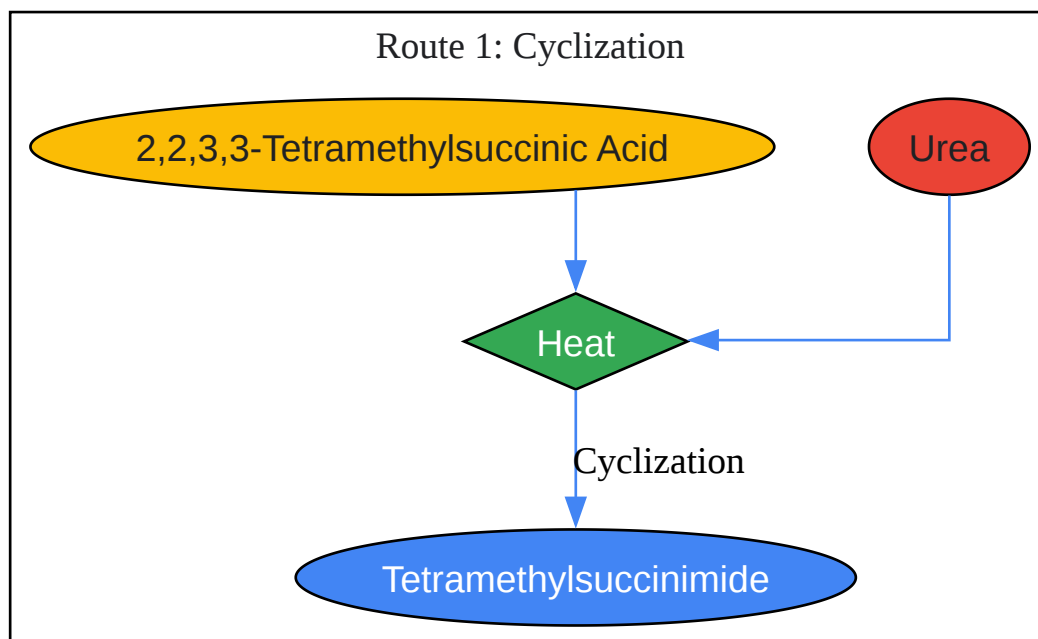 Route 1: Cyclization
2,2,3,3-Tetramethylsuccinic Acid
Urea
Heat
Cyclization
Tetramethylsuccinimide